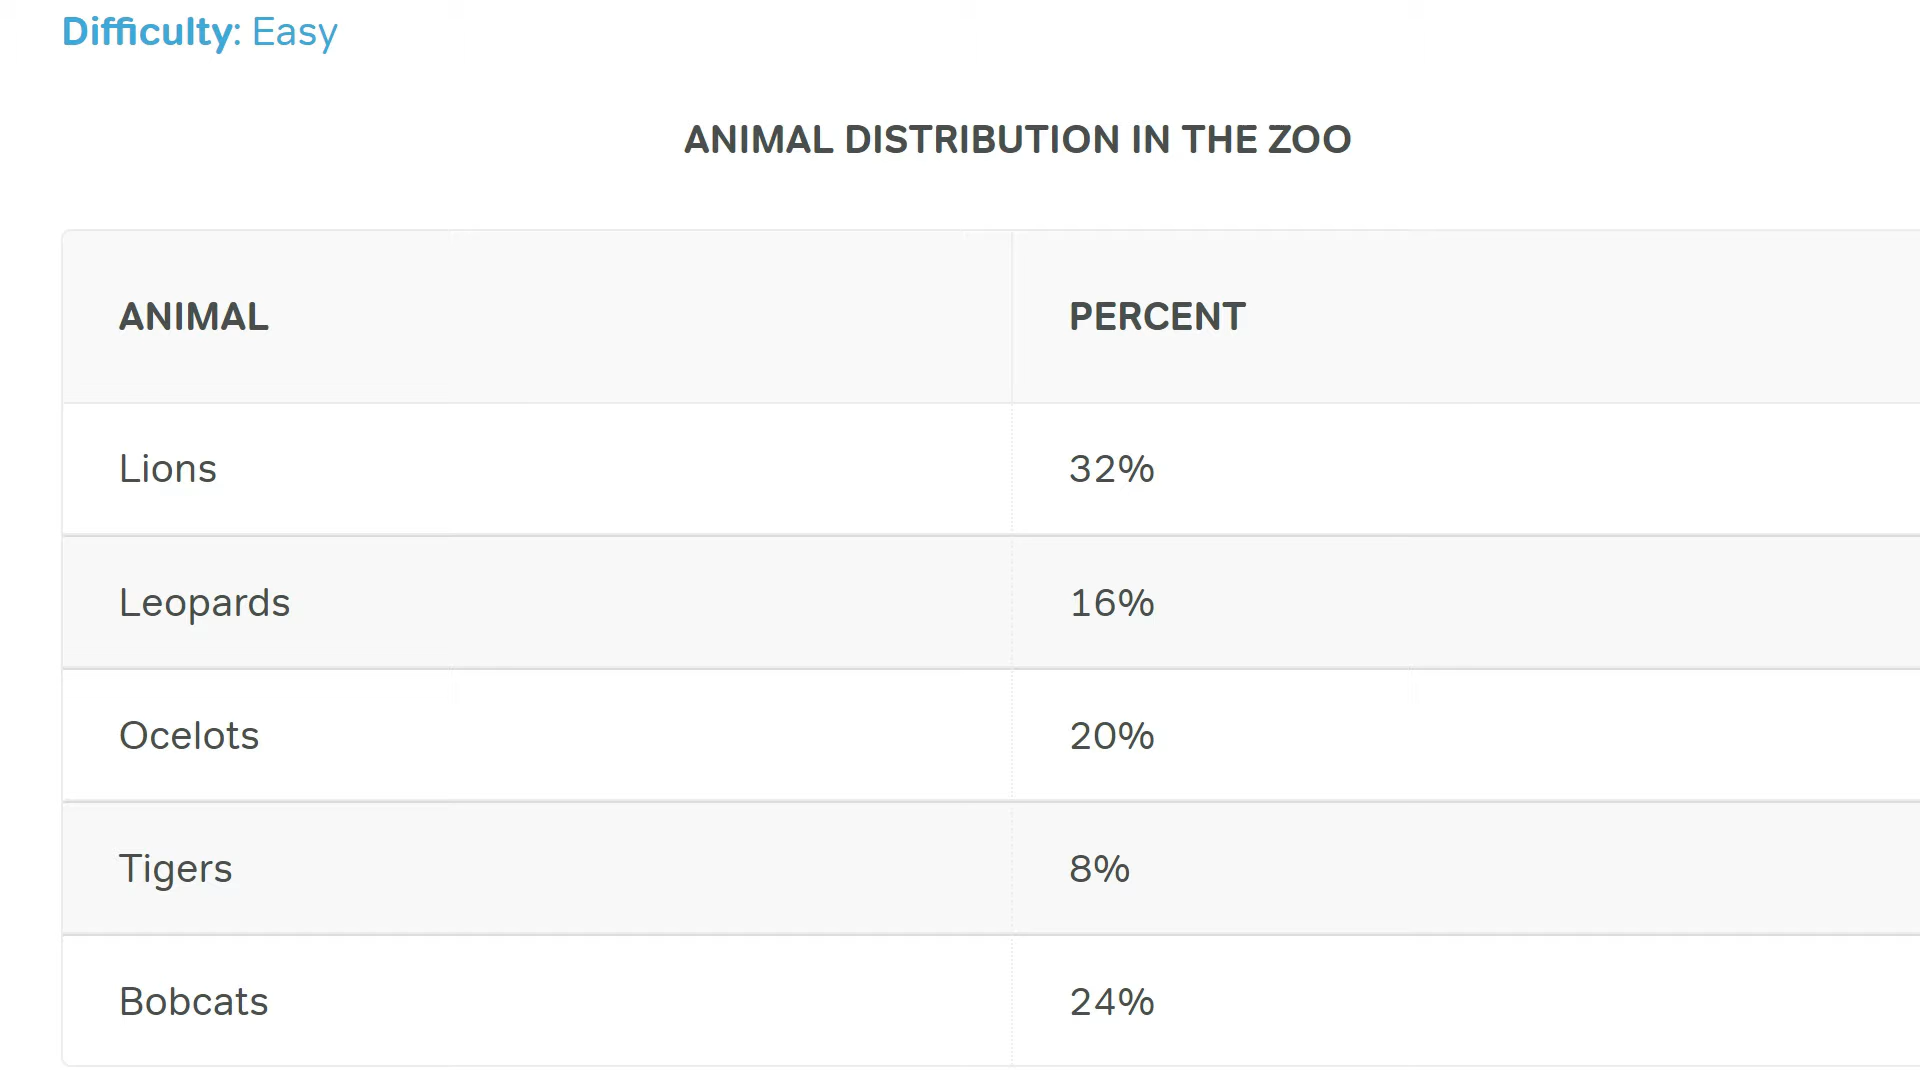 Difficulty: Easy
ANIMAL DISTRIBUTION IN THE ZOO
ANIMAL PERCENT
Lions 32%
Leopards 16%
Ocelots 20%
Tigers 8%
Bobcats 24%